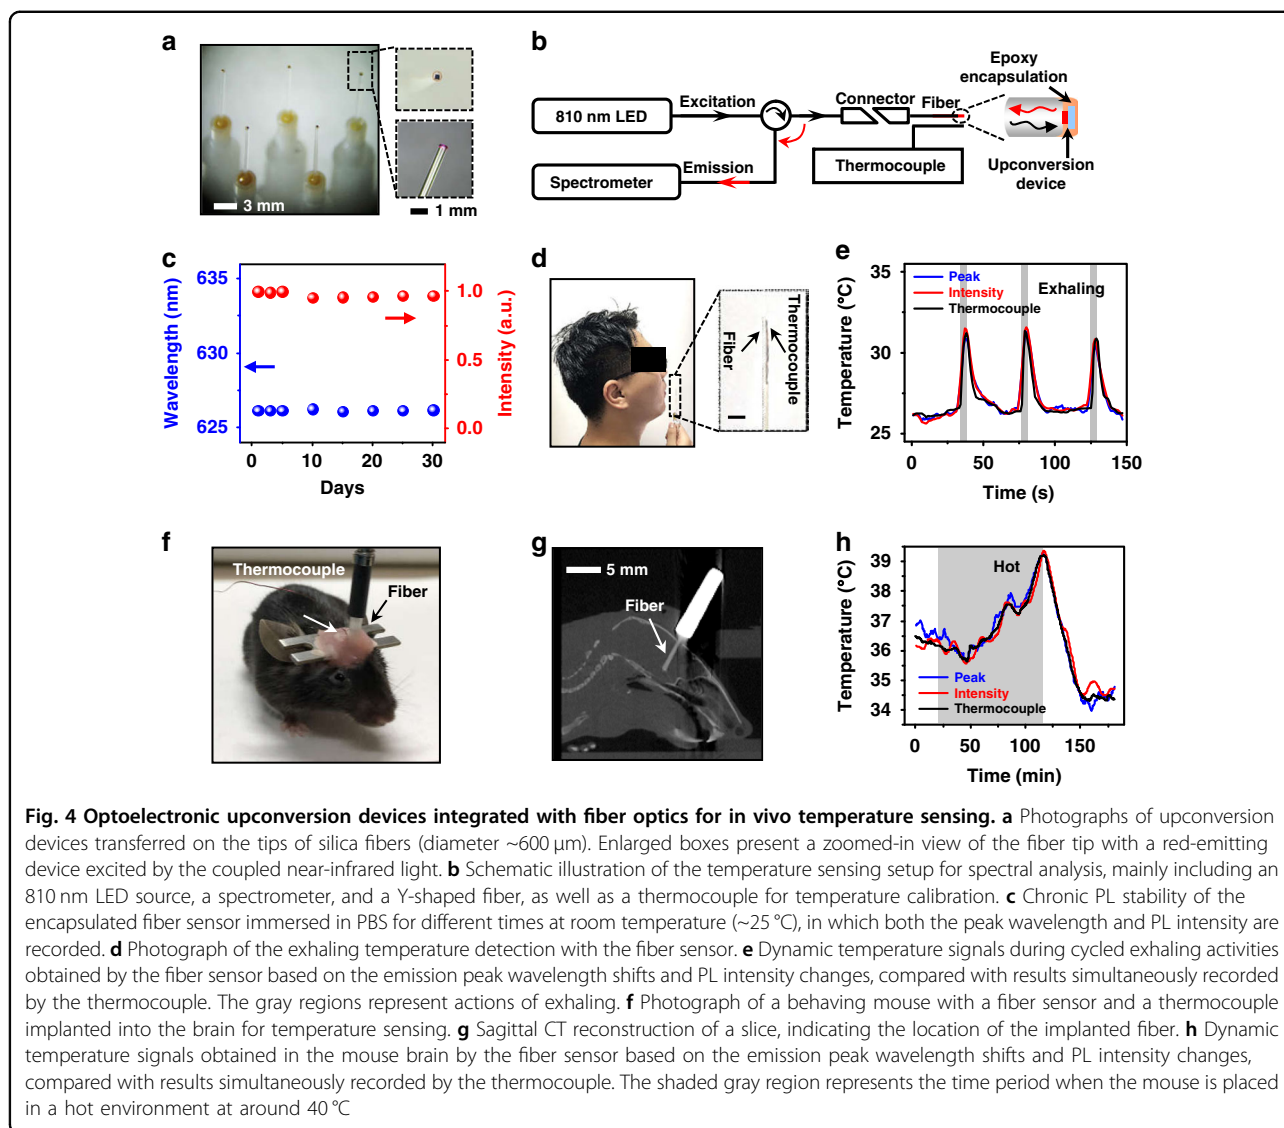 a
3 mm
1 mm
b
810 nm LED
Excitation
Connector
Fiber
Epoxy
encapsulation
Spectrometer
Emission
Thermocouple
Upconversion
device
c
635
630
625
Wavelength (nm)
1.0
0.5
0.0
Intensity (a.u.)
0 10 20 30
Days
d
Fiber
Thermocouple
e
35
30
25
Temperature (°C)
Peak
Intensity
Thermocouple
Exhaling
0 50 100 150
Time (s)
f
Thermocouple
Fiber
g
5 mm
Fiber
h
39
38
37
36
35
34
Temperature (°C)
Hot
Peak
Intensity
Thermocouple
0 50 100 150
Time (min)
Fig. 4 Optoelectronic upconversion devices integrated with fiber optics for in vivo temperature sensing. a Photographs of upconversion
devices transferred on the tips of silica fibers (diameter ~600 µm). Enlarged boxes present a zoomed-in view of the fiber tip with a red-emitting
device excited by the coupled near-infrared light. b Schematic illustration of the temperature sensing setup for spectral analysis, mainly including an
810 nm LED source, a spectrometer, and a Y-shaped fiber, as well as a thermocouple for temperature calibration. c Chronic PL stability of the
encapsulated fiber sensor immersed in PBS for different times at room temperature (~25 °C), in which both the peak wavelength and PL intensity are
recorded. d Photograph of the exhaling temperature detection with the fiber sensor. e Dynamic temperature signals during cycled exhaling activities
obtained by the fiber sensor based on the emission peak wavelength shifts and PL intensity changes, compared with results simultaneously recorded
by the thermocouple. The gray regions represent actions of exhaling. f Photograph of a behaving mouse with a fiber sensor and a thermocouple
implanted into the brain for temperature sensing. g Sagittal CT reconstruction of a slice, indicating the location of the implanted fiber. h Dynamic
temperature signals obtained in the mouse brain by the fiber sensor based on the emission peak wavelength shifts and PL intensity changes,
compared with results simultaneously recorded by the thermocouple. The shaded gray region represents the time period when the mouse is placed
in a hot environment at around 40 °C